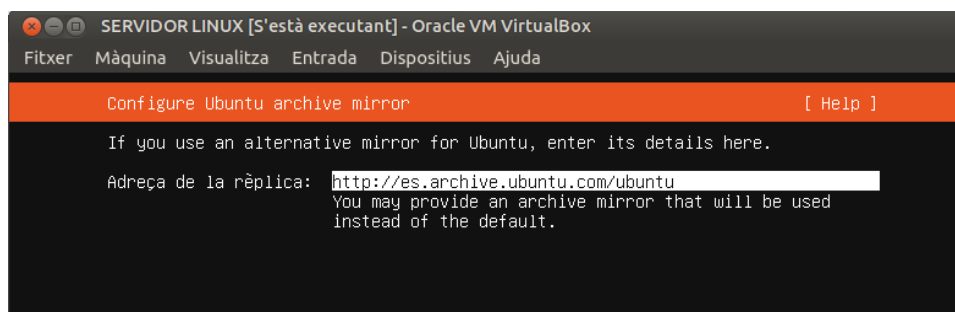 SERVIDOR LINUX [S'està executant] - Oracle VM VirtualBox
Fitxer Màquina Visualitza Entrada Dispositius Ajuda
Configure Ubuntu archive mirror [ Help ]
If you use an alternative mirror for Ubuntu, enter its details here.
Adreça de la rèplica: http://es.archive.ubuntu.com/ubuntu
You may provide an archive mirror that will be used
instead of the default.